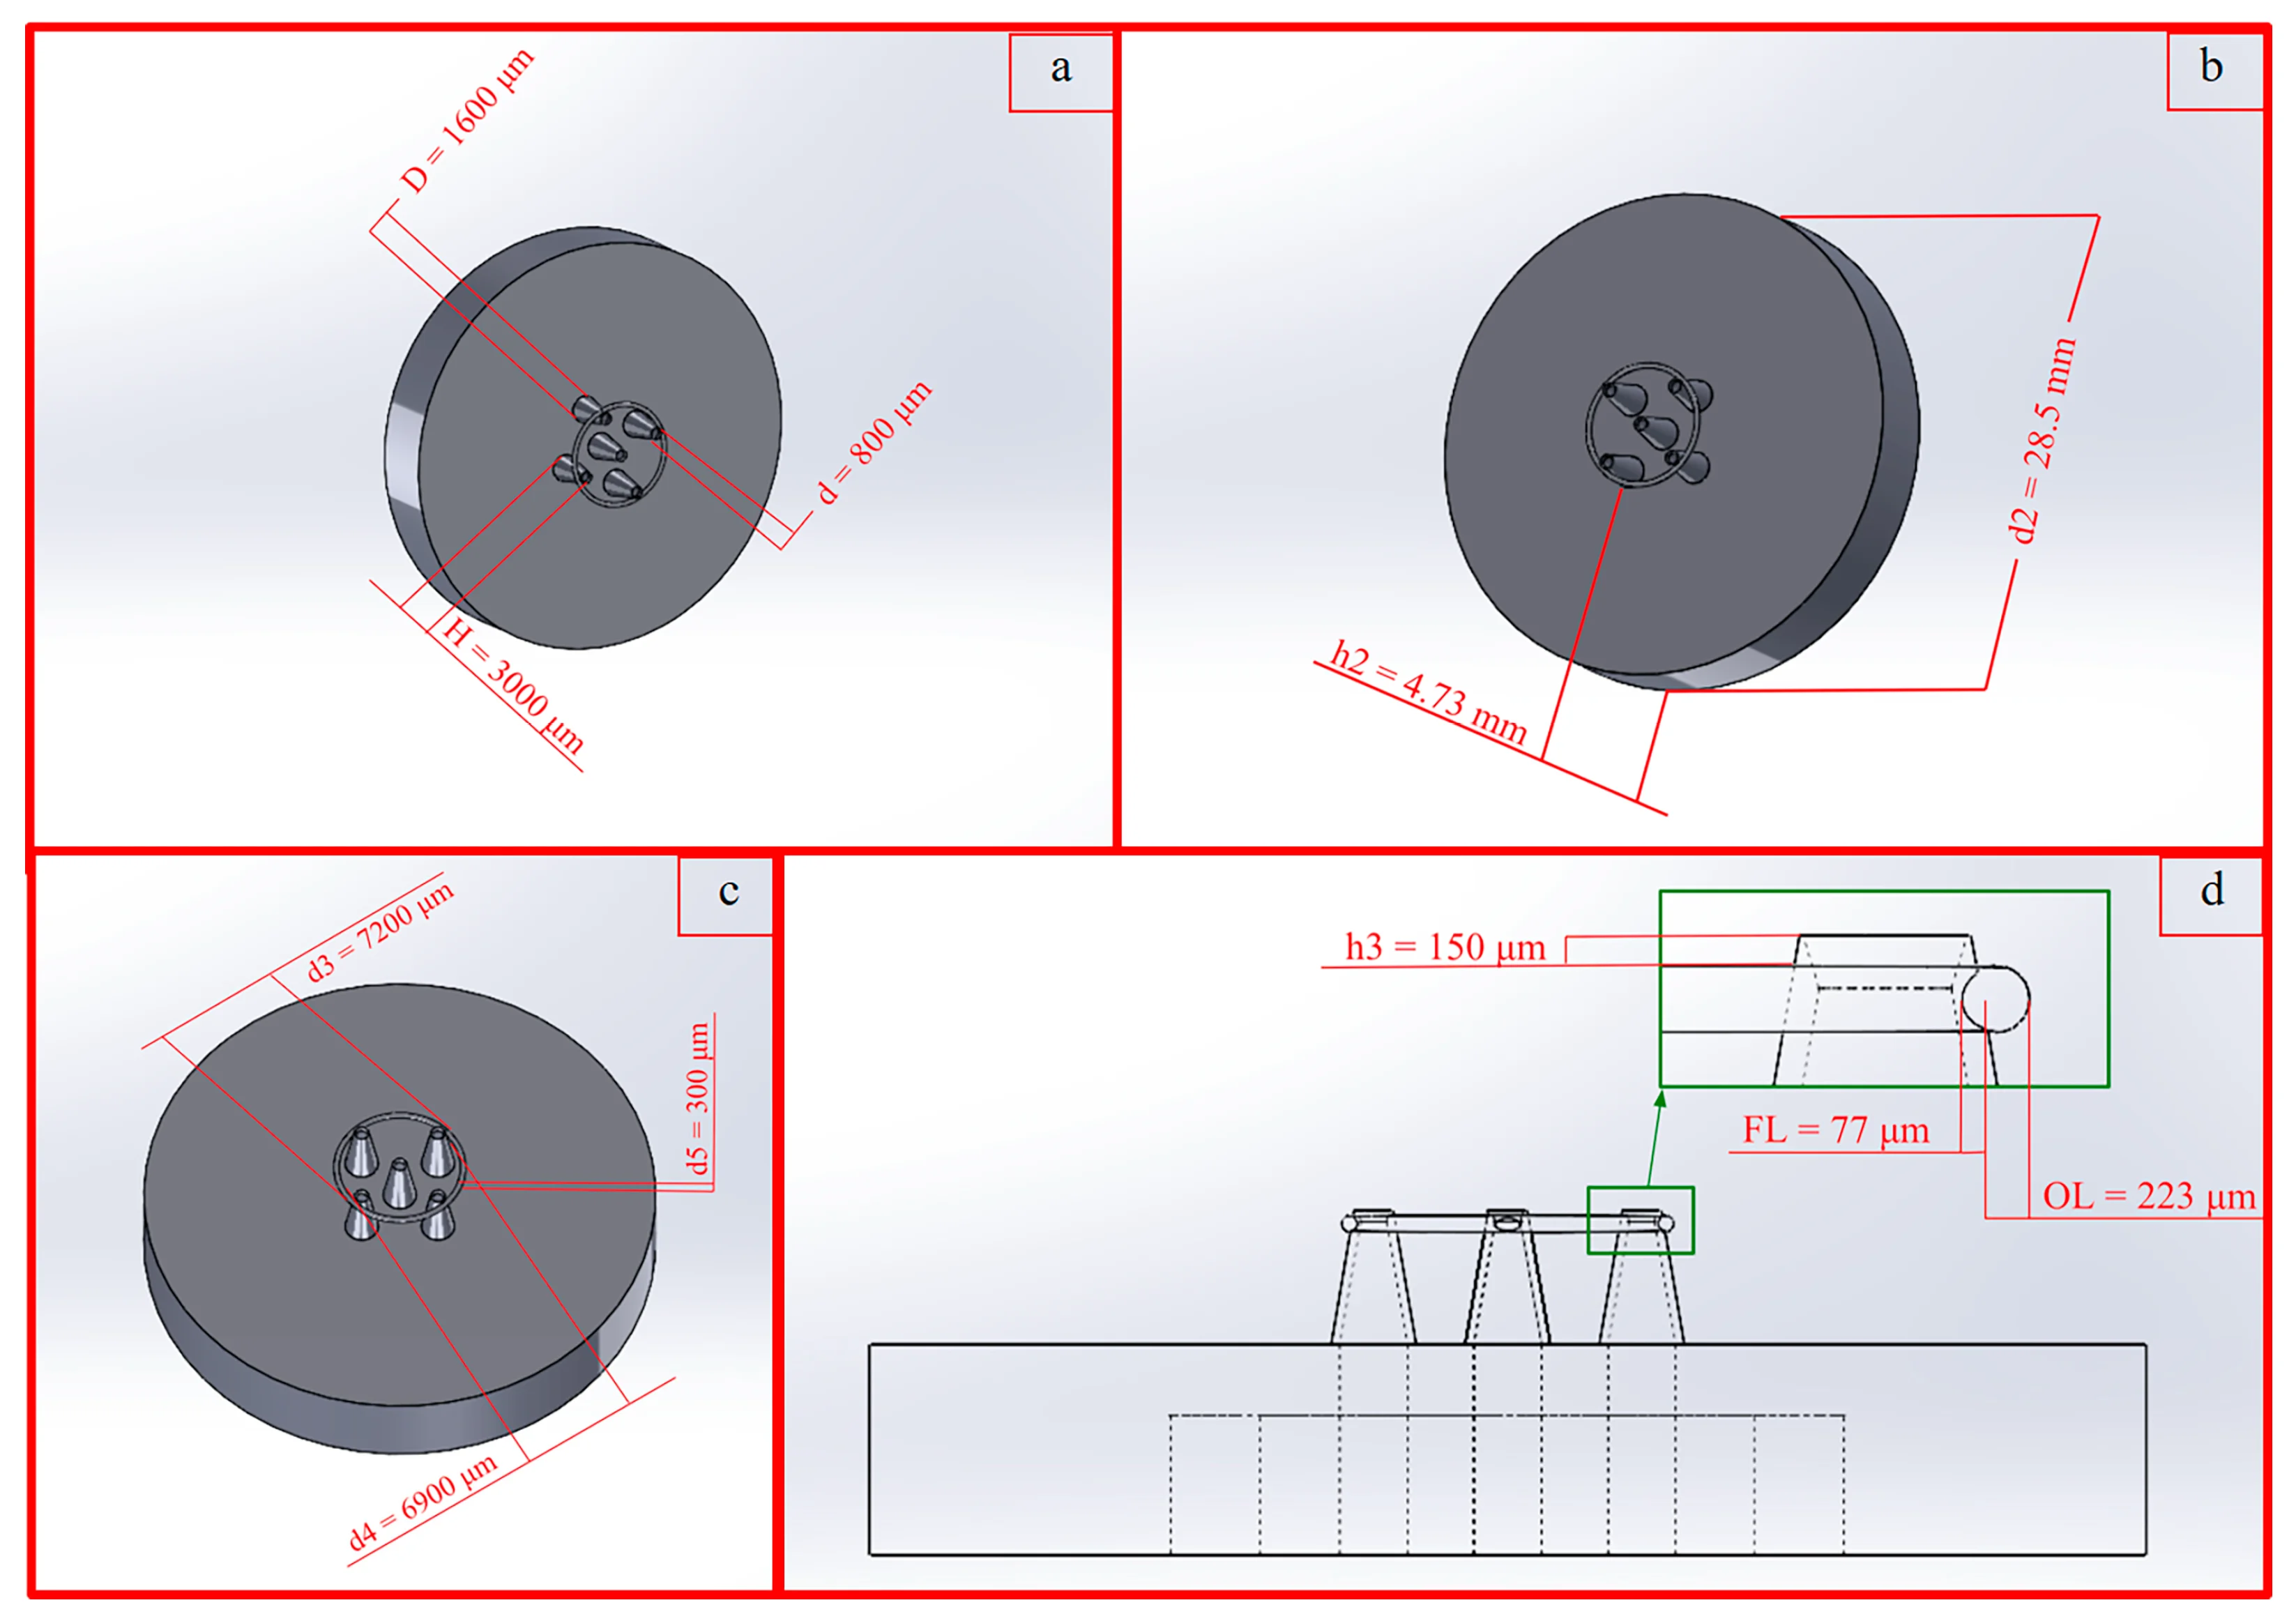 a
D = 1600 μm
d = 800 μm
H = 3000 μm
b
d2 = 28.5 mm
h2 = 4.73 mm
c
d3 = 7200 μm
d5 = 300 μm
d4 = 6900 μm
d
h3 = 150 μm
FL = 77 μm
OL = 223 μm